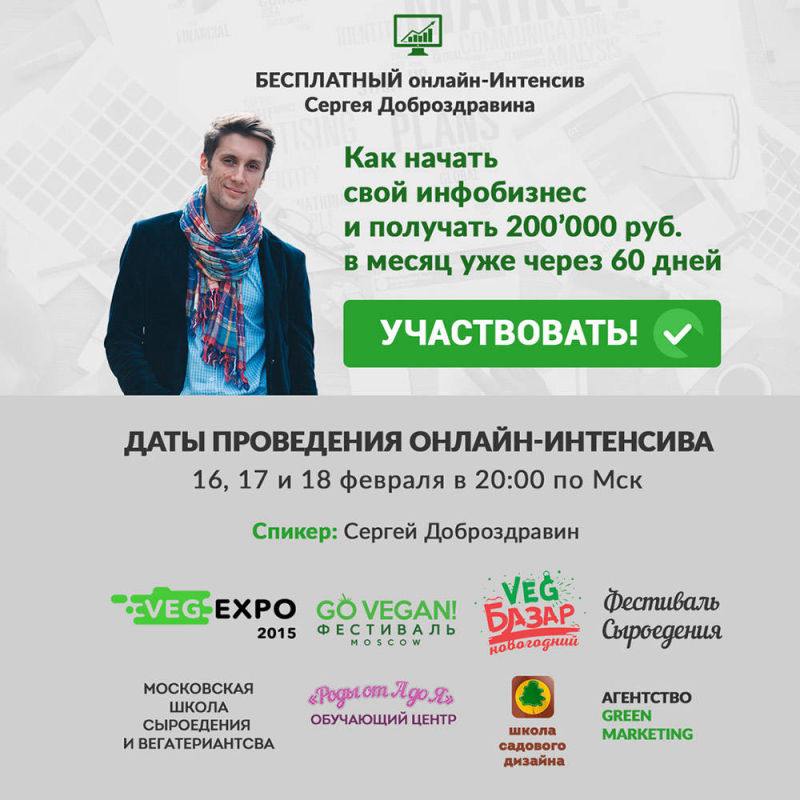 БЕСПЛАТНЫЙ онлайн-Интенсив
Сергея Доброздравина
Как начать
свой инфобизнес
и получать 200’000 руб.
в месяц уже через 60 дней
УЧАСТВОВАТЬ!
ДАТЫ ПРОВЕДЕНИЯ ОНЛАЙН-ИНТЕНСИВА
16, 17 и 18 февраля в 20:00 по Мск
Спикер: Сергей Доброздравин
VEG EXPO
2015
GO VEGAN!
ФЕСТИВАЛЬ
MOSCOW
VEG
БАЗАР
новогодний
Фестиваль
Сыроедения
МОСКОВСКАЯ
ШКОЛА
СЫРОЕДЕНИЯ
И ВЕГАТЕРИАНТСВА
«Роды от А до Я»
ОБУЧАЮЩИЙ ЦЕНТР
школа
садового
дизайна
АГЕНТСТВО
GREEN
MARKETING